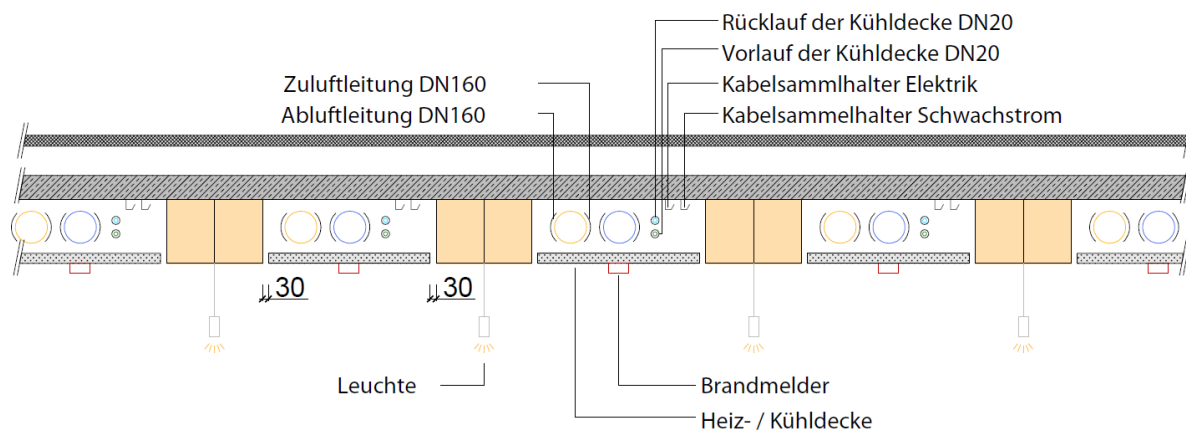 Rücklauf der Kühldecke DN20
Vorlauf der Kühldecke DN20
Zuluftleitung DN160
Kabelsammlhalter Elektrik
Abluftleitung DN160
Kabelsammelhalter Schwachstrom
30
30
Leuchte
Brandmelder
Heiz- / Kühldecke